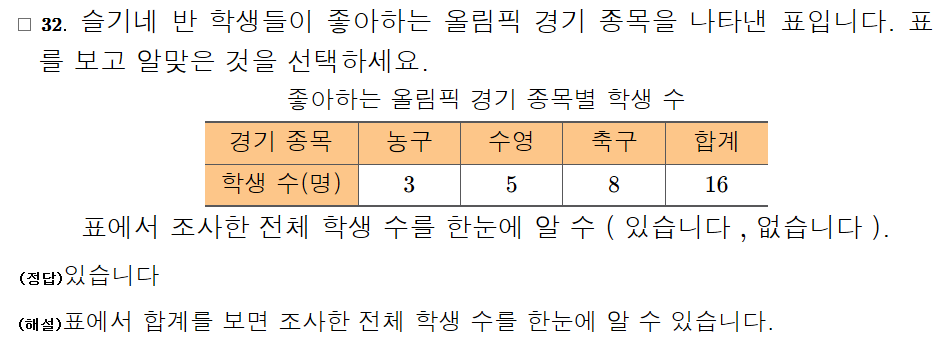 □ 32. 슬기네 반 학생들이 좋아하는 올림픽 경기 종목을 나타낸 표입니다. 표
를 보고 알맞은 것을 선택하세요.
좋아하는 올림픽 경기 종목별 학생 수
경기 종목 농구 수영 축구 합계
학생 수(명) 3 5 8 16
표에서 조사한 전체 학생 수를 한눈에 알 수 ( 있습니다 , 없습니다 ).
(정답)있습니다
(해설)표에서 합계를 보면 조사한 전체 학생 수를 한눈에 알 수 있습니다.